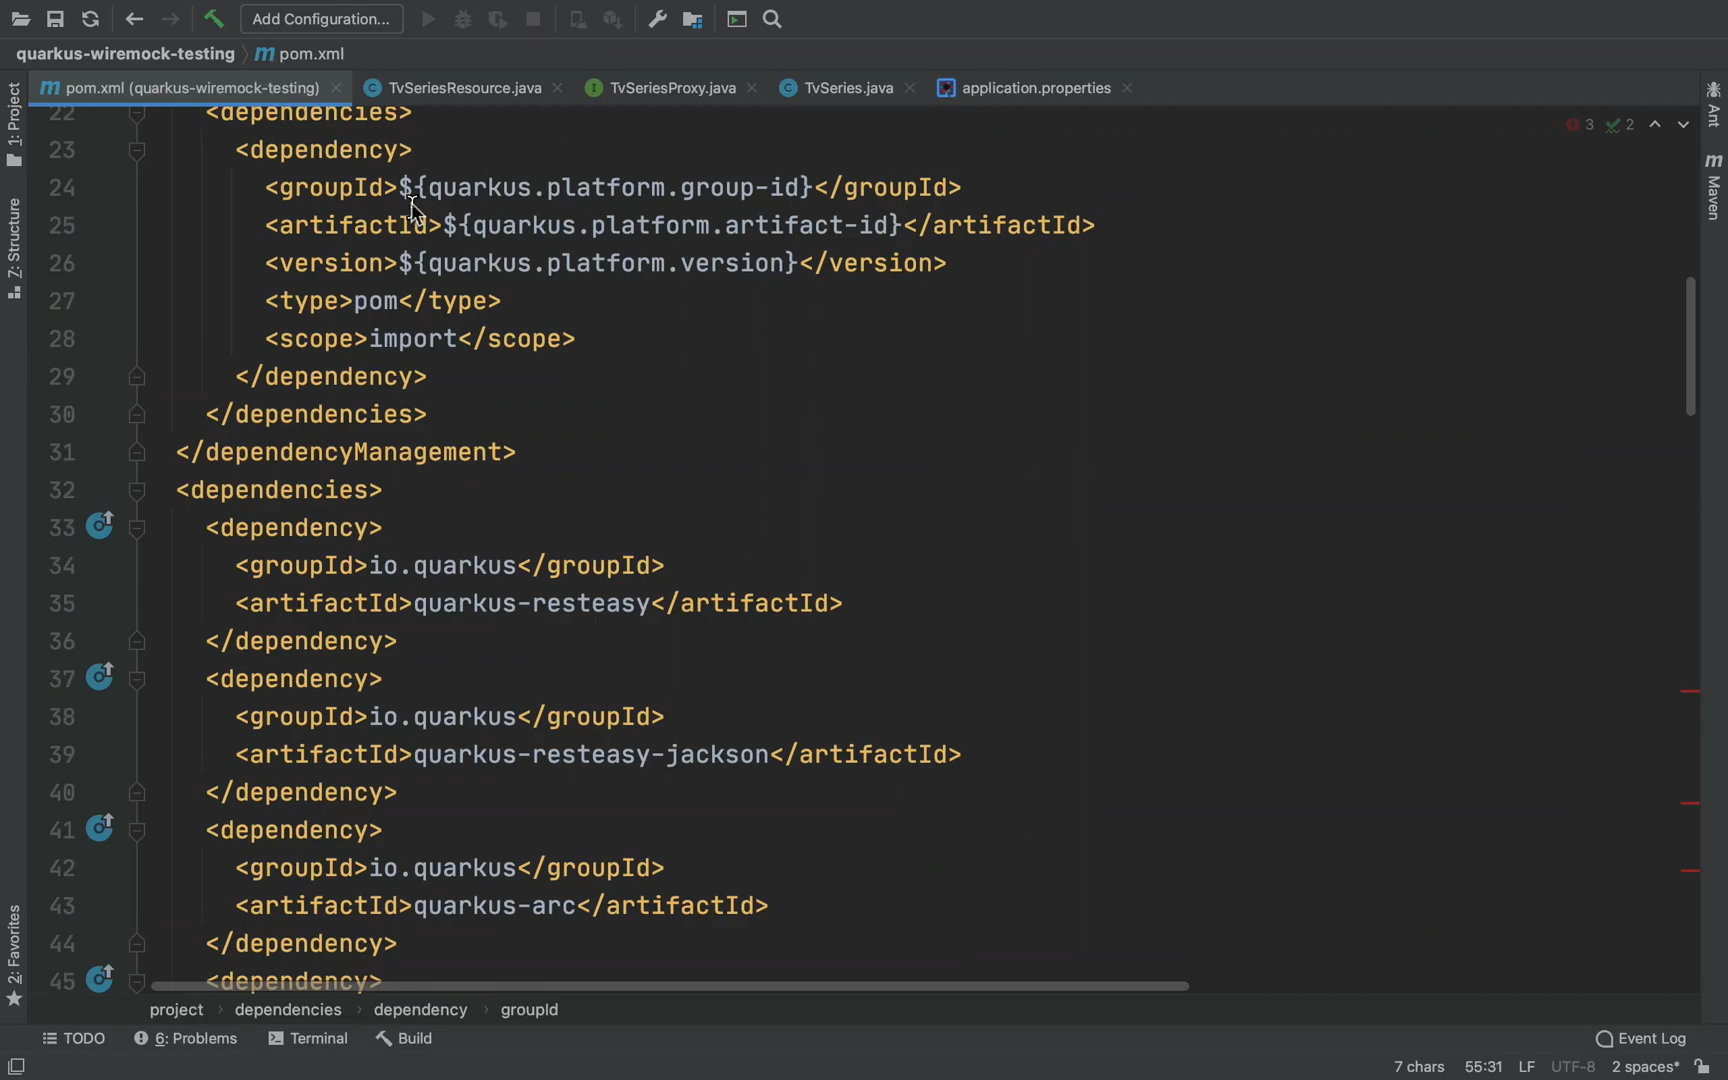 Add Configuration...
quarkus-wiremock-testing pom.xml
pom.xml (quarkus-wiremock-testing) TvSeriesResource.java TvSeriesProxy.java TvSeries.java application.properties
1: Project
7: Structure
2: Favorites
Ant
Maven
3 2
22 <dependencies>
23 <dependency>
24 <groupId>${quarkus.platform.group-id}</groupId>
25 <artifactId>${quarkus.platform.artifact-id}</artifactId>
26 <version>${quarkus.platform.version}</version>
27 <type>pom</type>
28 <scope>import</scope>
29 </dependency>
30 </dependencies>
31 </dependencyManagement>
32 <dependencies>
33 <dependency>
34 <groupId>io.quarkus</groupId>
35 <artifactId>quarkus-resteasy</artifactId>
36 </dependency>
37 <dependency>
38 <groupId>io.quarkus</groupId>
39 <artifactId>quarkus-resteasy-jackson</artifactId>
40 </dependency>
41 <dependency>
42 <groupId>io.quarkus</groupId>
43 <artifactId>quarkus-arc</artifactId>
44 </dependency>
45 <dependency>
project dependencies dependency groupId
TODO 6: Problems Terminal Build Event Log
7 chars 55:31 LF UTF-8 2 spaces*